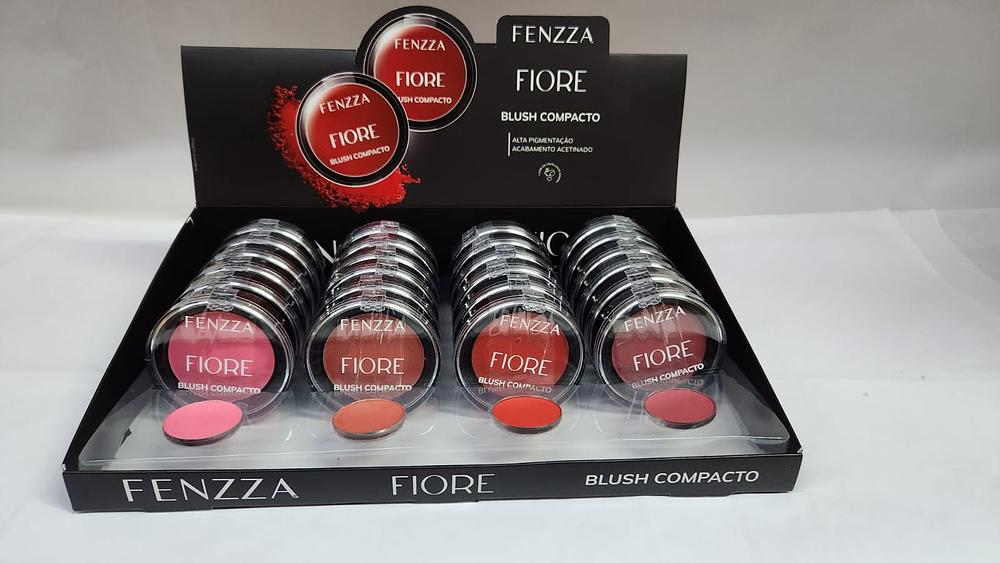 FENZZA
FIORE
BLUSH COMPACTO
ALTA PIGMENTAÇÃO
ACABAMENTO ACETINADO
FENZZA
FIORE
USH COMPACTO
FENZZA
FIORE
BLUSH COMPACTO
FENZZA
FIORE
BLUSH COMPACTO
FENZZA
FIORE
BLUSH COMPACTO
FENZZA
FIORE
BLUSH COMPACTO
FENZZA
FIORE
BLUSH COMPACTO
FENZZA FIORE BLUSH COMPACTO